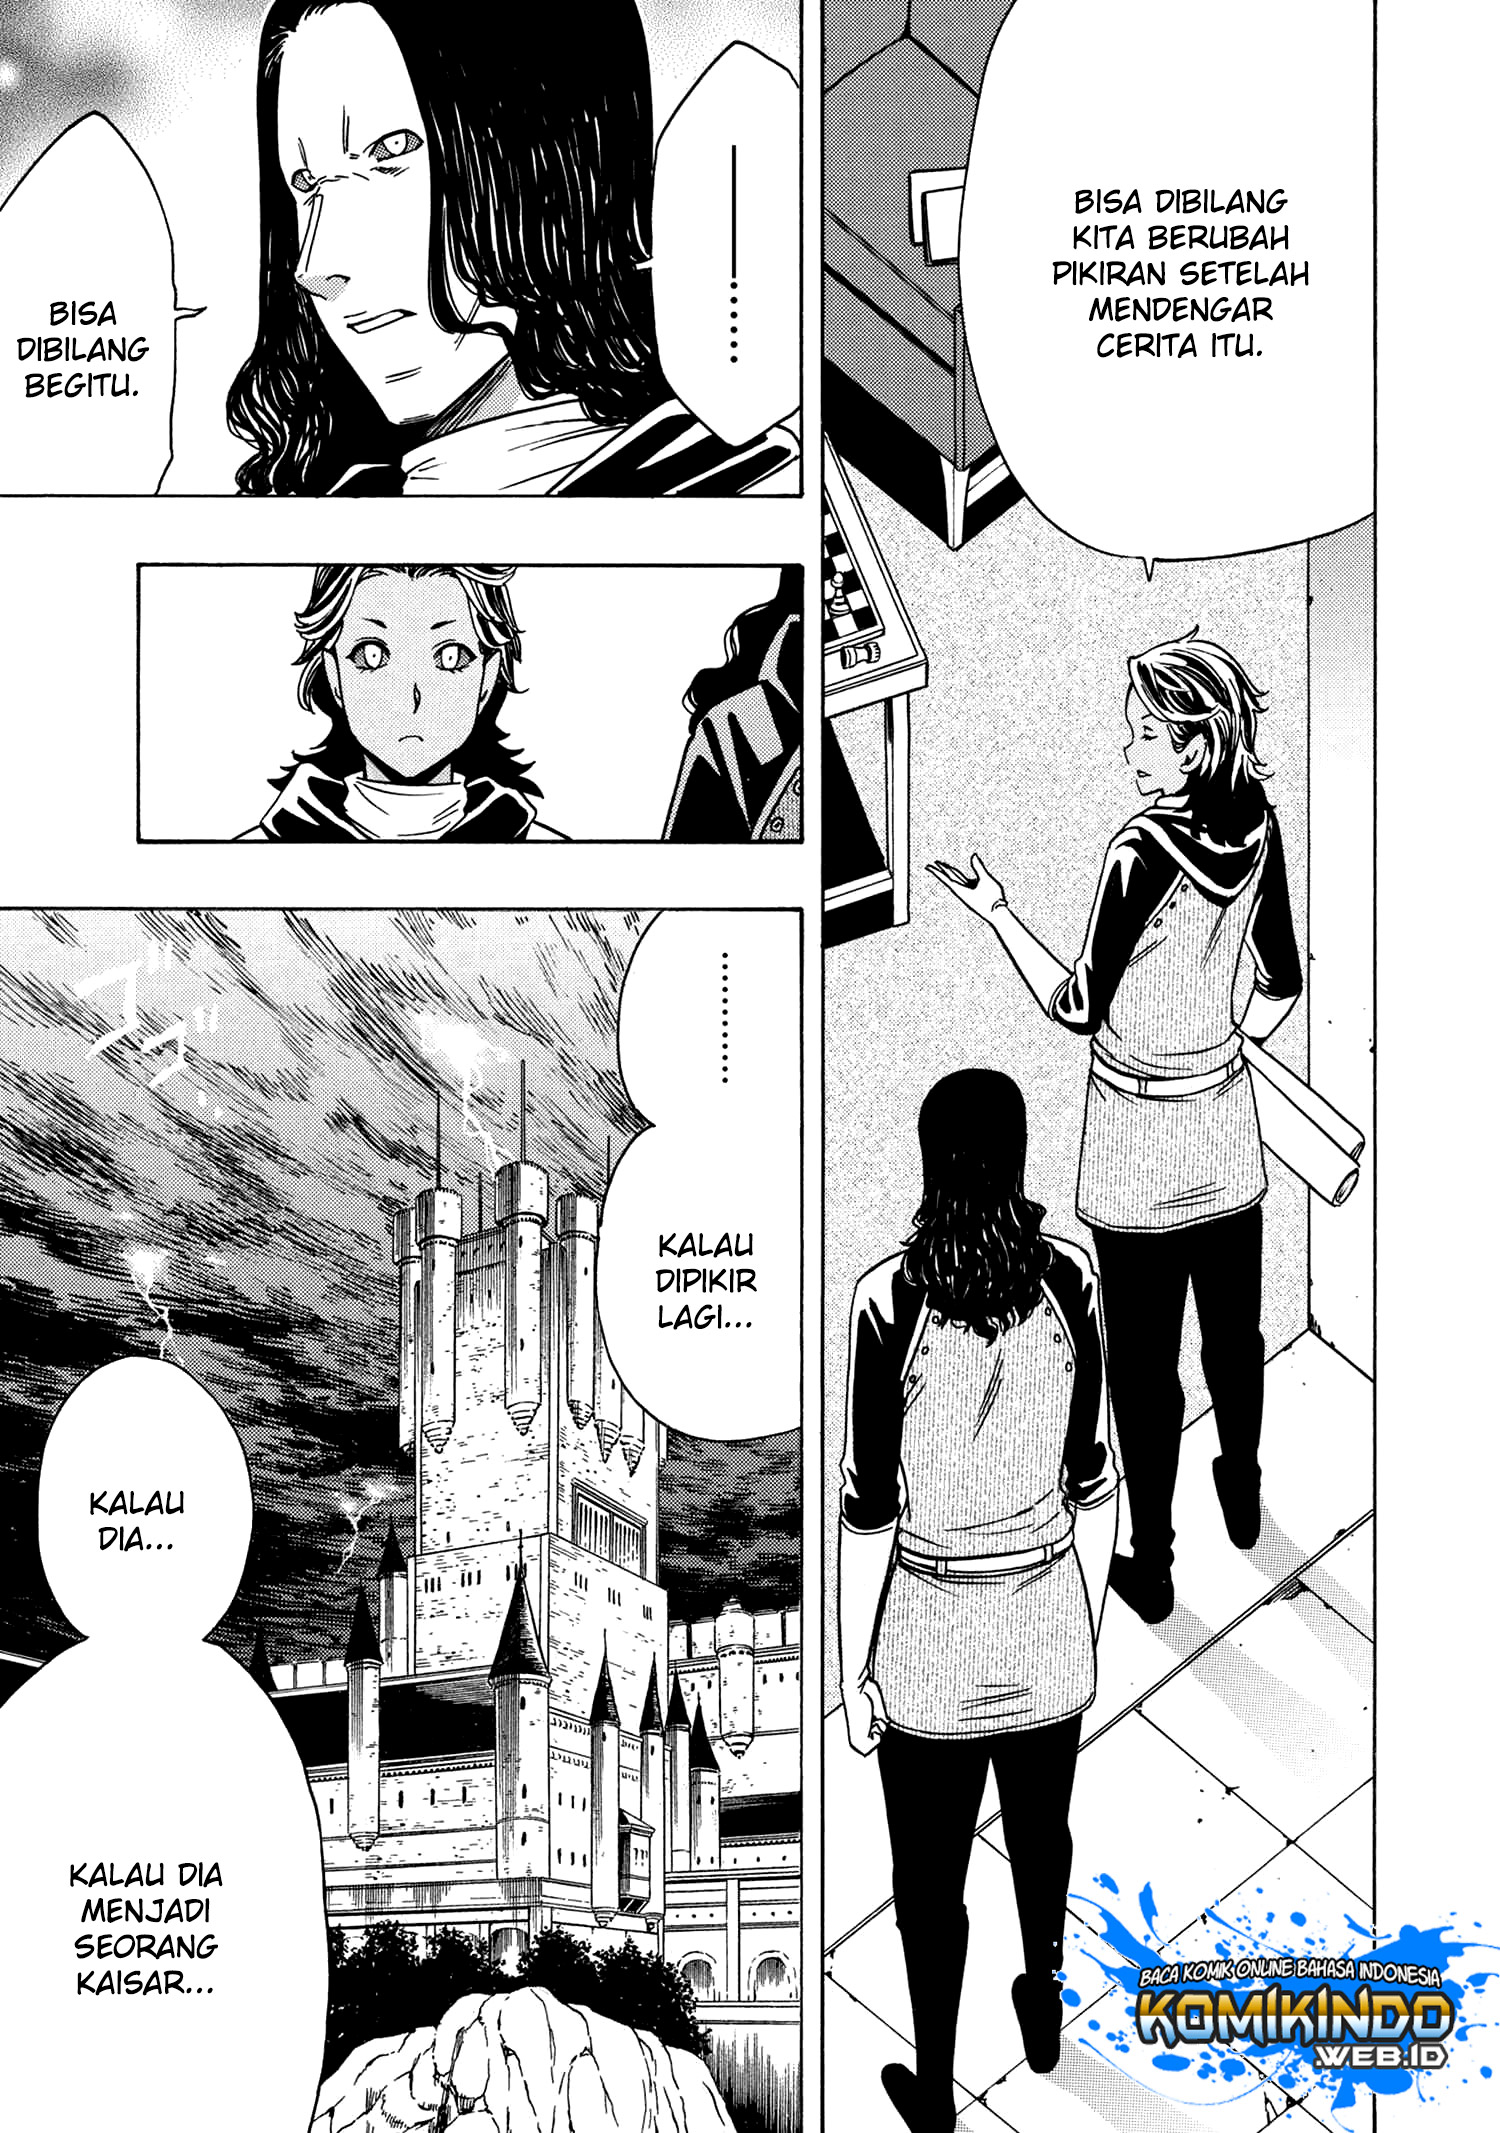 BISA DIBILANG
KITA BERUBAH
PIKIRAN SETELAH
MENDENGAR
CERITA ITU.
BISA
DIBILANG
BEGITU.
KALAU
DIPIKIR
LAGI...
KALAU
DIA...
KALAU DIA
MENJADI
SEORANG
KAISAR...
BACA KOMIK ONLINE BAHASA INDONESIA
KOMIKINDO
.WEB.ID